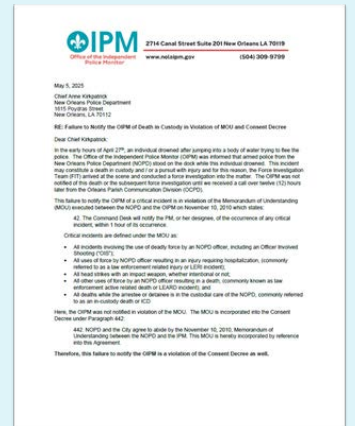 OIPM
Office of the Independent
Police Monitor
2714 Canal Street Suite 201 New Orleans LA 70119
www.nolaipm.gov (504) 309-9799
May 5, 2025
Chief Anne Kirkpatrick
New Orleans Police Department
1615 Poydras Street
New Orleans, LA 70112
RE: Failure to Notify the OIPM of Death in Custody in Violation of MOU and Consent Decree
Dear Chief Kirkpatrick:
In the early hours of April 27th, an individual drowned after jumping into a body of water trying to flee the
police. The Office of the Independent Police Monitor (OIPM) was informed that armed police from the
New Orleans Police Department (NOPD) stood on the dock while this individual drowned. This incident
may constitute a death in custody and / or a pursuit with injury and for this reason, the Force Investigation
Team (FIT) arrived at the scene and conducted a force investigation into the matter. The OIPM was not
notified of this death or the subsequent force investigation until we received a call over twelve (12) hours
later from the Orleans Parish Communication Division (OCPD).
This failure to notify the OIPM of a critical incident is in violation of the Memorandum of Understanding
(MOU) executed between the NOPD and the OIPM on November 10, 2010 which states:
42. The Command Desk will notify the PM, or her designee, of the occurrence of any critical
incident, within 1 hour of its occurrence.
Critical incidents are defined under the MOU as:
• All incidents involving the use of deadly force by an NOPD officer, including an Officer Involved
Shooting ("OIS");
• All uses of force by NOPD officer resulting in an injury requiring hospitalization, (commonly
referred to as a law enforcement related injury or LERI incident);
• All head strikes with an impact weapon, whether intentional or not;
• All other uses of force by an NOPD officer resulting in a death, (commonly known as law
enforcement active related death or LEARD incident); and
• All deaths while the arrestee or detainee is in the custodial care of the NOPD, commonly referred
to as an in-custody death or ICD
Here, the OIPM was not notified in violation of the MOU. The MOU is incorporated into the Consent
Decree under Paragraph 442:
442. NOPD and the City agree to abide by the November 10, 2010, Memorandum of
Understanding between the NOPD and the IPM. This MOU is hereby incorporated by reference
into this Agreement.
Therefore, this failure to notify the OIPM is a violation of the Consent Decree as well.